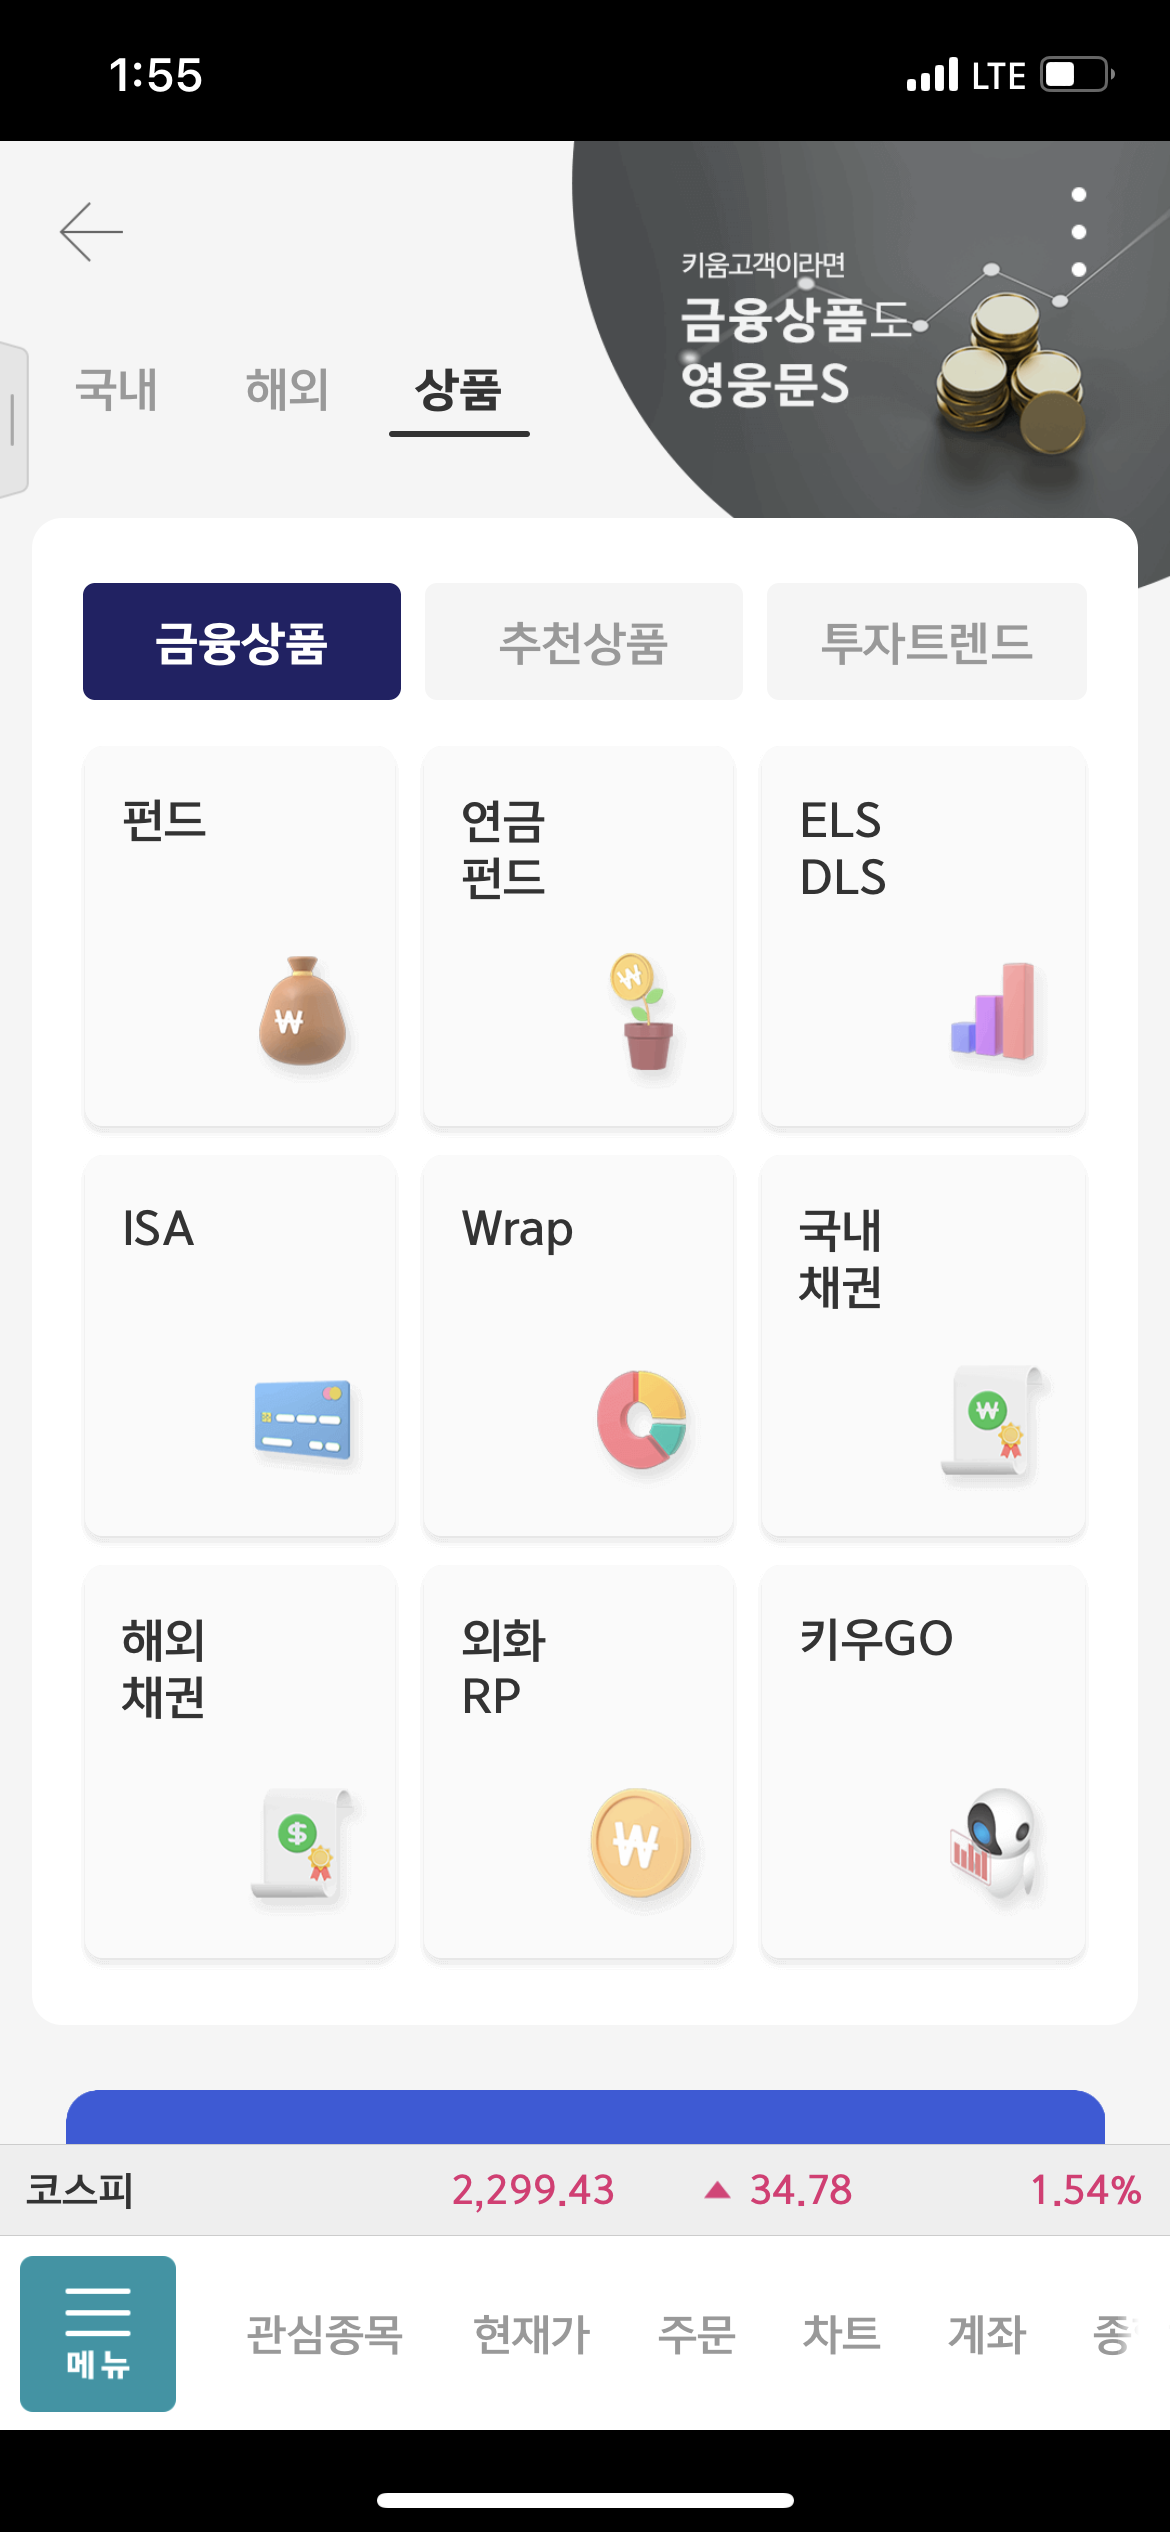 1:55
LTE
키움고객이라면
금융상품도
영웅문S
국내
해외
상품
금융상품
추천상품
투자트렌드
펀드
연금
펀드
ELS
DLS
ISA
Wrap
국내
채권
해외
채권
외화
RP
키우GO
코스피 2,299.43 ▲ 34.78 1.54%
메뉴
관심종목
현재가
주문
차트
계좌
종